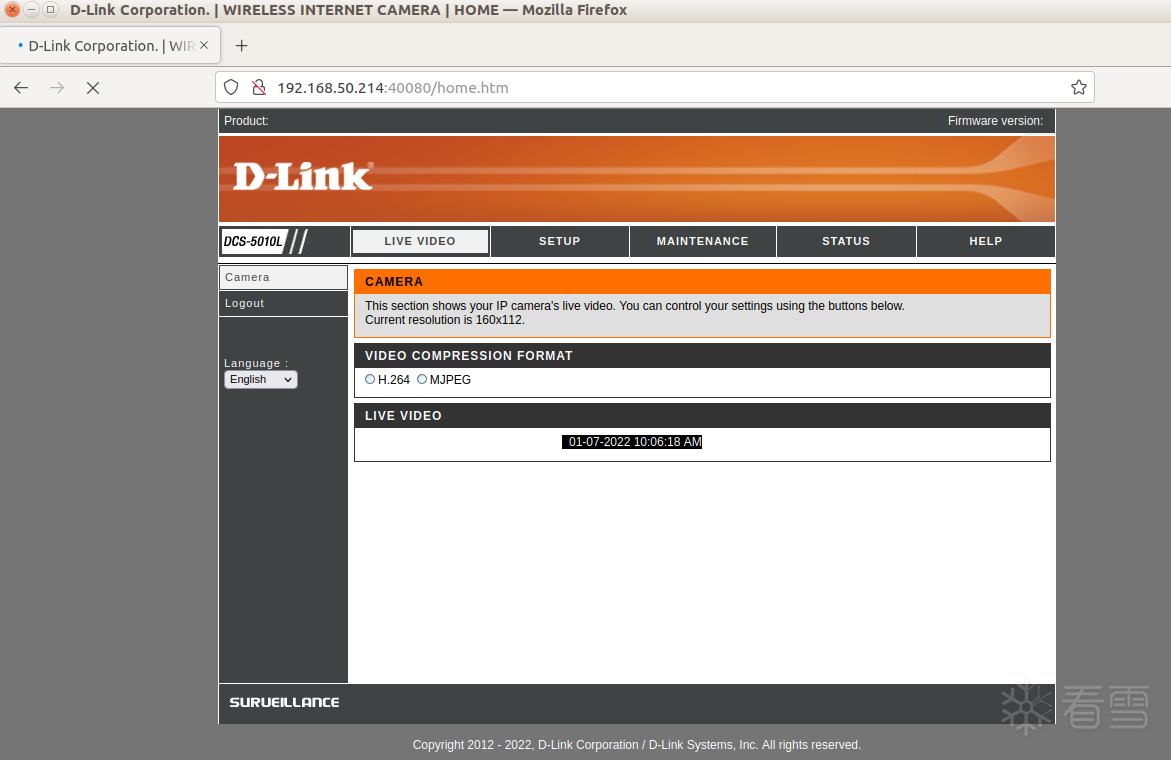 D-Link Corporation. | WIRELESS INTERNET CAMERA | HOME — Mozilla Firefox
D-Link Corporation. | WIR
192.168.50.214:40080/home.htm
Product: Firmware version:
D-Link®
DCS-5010L LIVE VIDEO SETUP MAINTENANCE STATUS HELP
Camera
Logout
Language :
English
CAMERA
This section shows your IP camera's live video. You can control your settings using the buttons below.
Current resolution is 160x112.
VIDEO COMPRESSION FORMAT
H.264 MJPEG
LIVE VIDEO
01-07-2022 10:06:18 AM
SURVEILLANCE
看雪
Copyright 2012 - 2022, D-Link Corporation / D-Link Systems, Inc. All rights reserved.